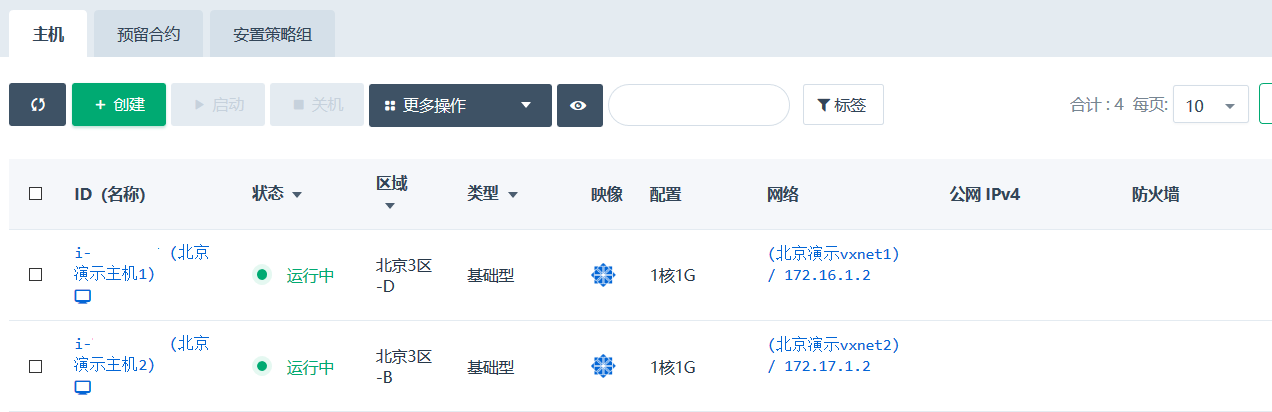 主机 预留合约 安置策略组
创建 启动 关机 更多操作 标签 合计 : 4 每页: 10
ID (名称) 状态 区域 类型 映像 配置 网络 公网 IPv4 防火墙
i- (北京
演示主机1)
运行中
北京3区
-D
基础型
1核1G
(北京演示vxnet1)
/ 172.16.1.2
i- (北京
演示主机2)
运行中
北京3区
-B
基础型
1核1G
(北京演示vxnet2)
/ 172.17.1.2